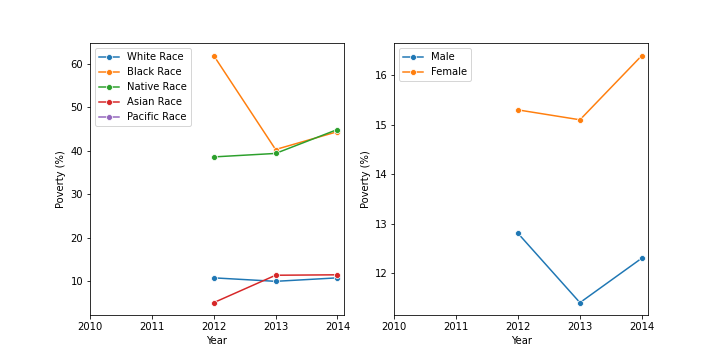 White Race
Black Race
Native Race
Asian Race
Pacific Race
60
50
40
30
20
10
Poverty (%)
2010 2011 2012 2013 2014
Year
Male
Female
16
15
14
13
12
Poverty (%)
2010 2011 2012 2013 2014
Year